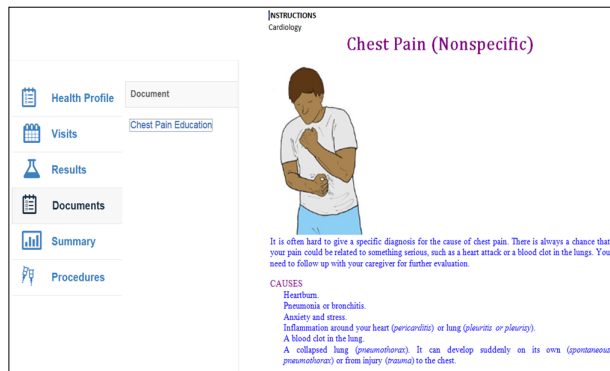 INSTRUCTIONS
Cardiology
Chest Pain (Nonspecific)
Health Profile
Visits
Results
Documents
Summary
Procedures
Document
Chest Pain Education
It is often hard to give a specific diagnosis for the cause of chest pain. There is always a chance that
your pain could be related to something serious, such as a heart attack or a blood clot in the lungs. You
need to follow up with your caregiver for further evaluation.
CAUSES
Heartburn.
Pneumonia or bronchitis.
Anxiety and stress.
Inflammation around your heart (pericarditis) or lung (pleuritis or pleurisy).
A blood clot in the lung.
A collapsed lung (pneumothorax). It can develop suddenly on its own (spontaneous
pneumothorax) or from injury (trauma) to the chest.